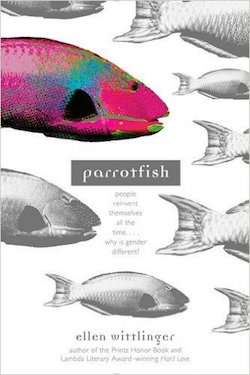 parrotfish
people
reinvent
themselves
all the
time. . . .
why is gender
different?
ellen wittlinger
author of the Printz Honor Book and
Lambda Literary Award–winning Hard Love